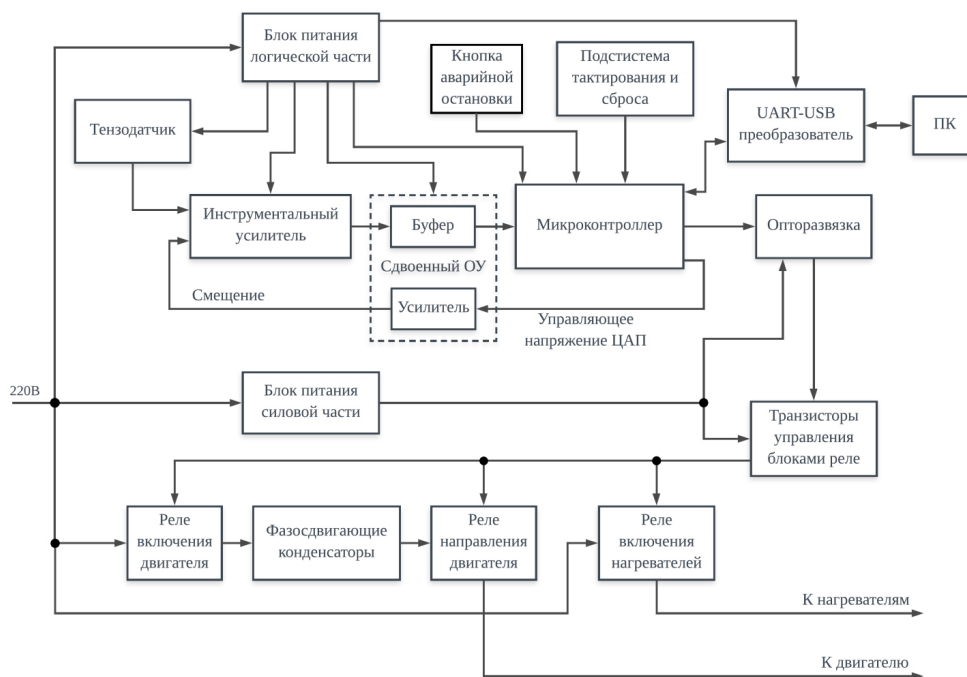 Блок питания
логической части
Кнопка
аварийной
остановки
Подстистема
тактирования и
сброса
UART-USB
преобразователь
ПК
Тензодатчик
Инструментальный
усилитель
Буфер
Микроконтроллер
Опторазвязка
Сдвоенный ОУ
Смещение
Усилитель
Управляющее
напряжение ЦАП
220В
Блок питания
силовой части
Транзисторы
управления
блоками реле
Реле
включения
двигателя
Фазосдвигающие
конденсаторы
Реле
направления
двигателя
Реле
включения
нагревателей
К нагревателям
К двигателю